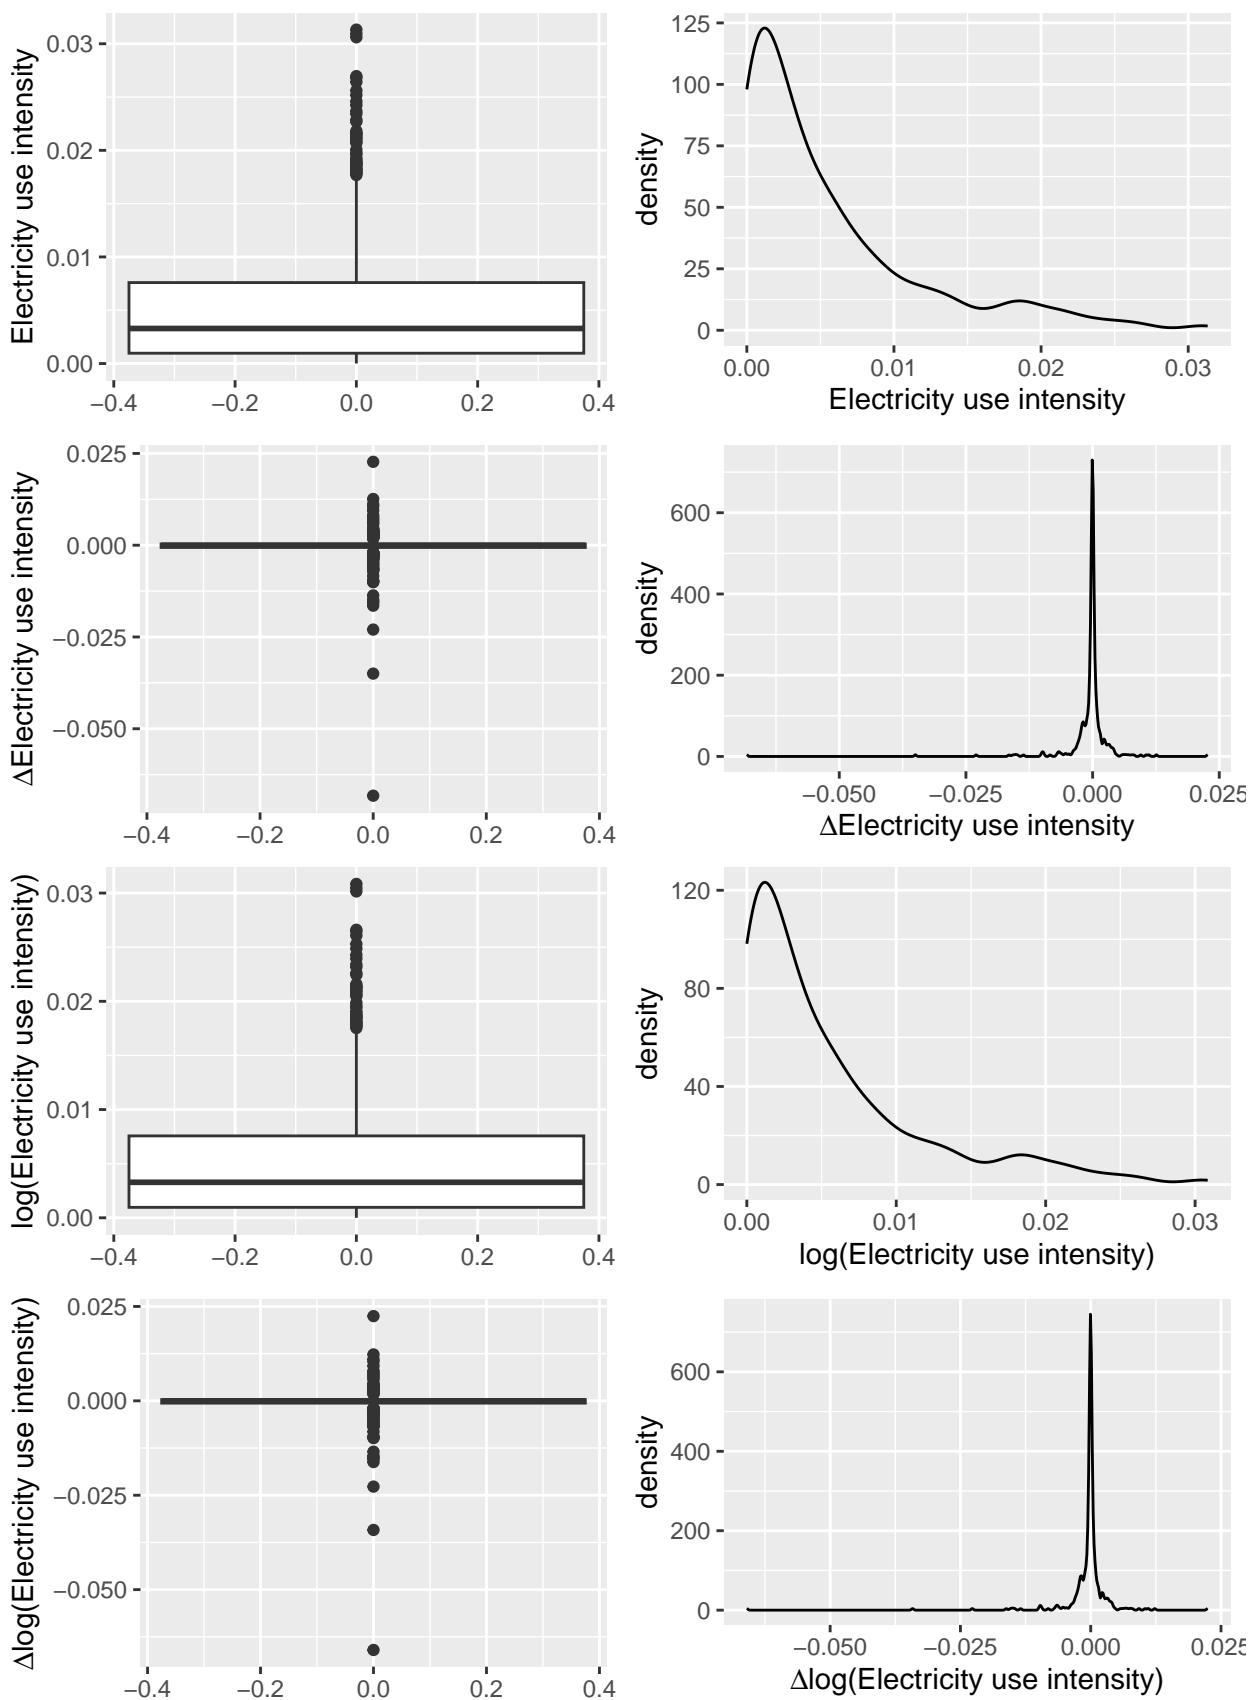 Electricity use intensity
0.03
0.02
0.01
0.00
−0.4 −0.2 0.0 0.2 0.4
density
125
100
75
50
25
0
0.00 0.01 0.02 0.03
Electricity use intensity
ΔElectricity use intensity
0.025
0.000
−0.025
−0.050
−0.4 −0.2 0.0 0.2 0.4
density
600
400
200
0
−0.050 −0.025 0.000 0.025
ΔElectricity use intensity
log(Electricity use intensity)
0.03
0.02
0.01
0.00
−0.4 −0.2 0.0 0.2 0.4
density
120
80
40
0
0.00 0.01 0.02 0.03
log(Electricity use intensity)
Δlog(Electricity use intensity)
0.025
0.000
−0.025
−0.050
−0.4 −0.2 0.0 0.2 0.4
density
600
400
200
0
−0.050 −0.025 0.000 0.025
Δlog(Electricity use intensity)